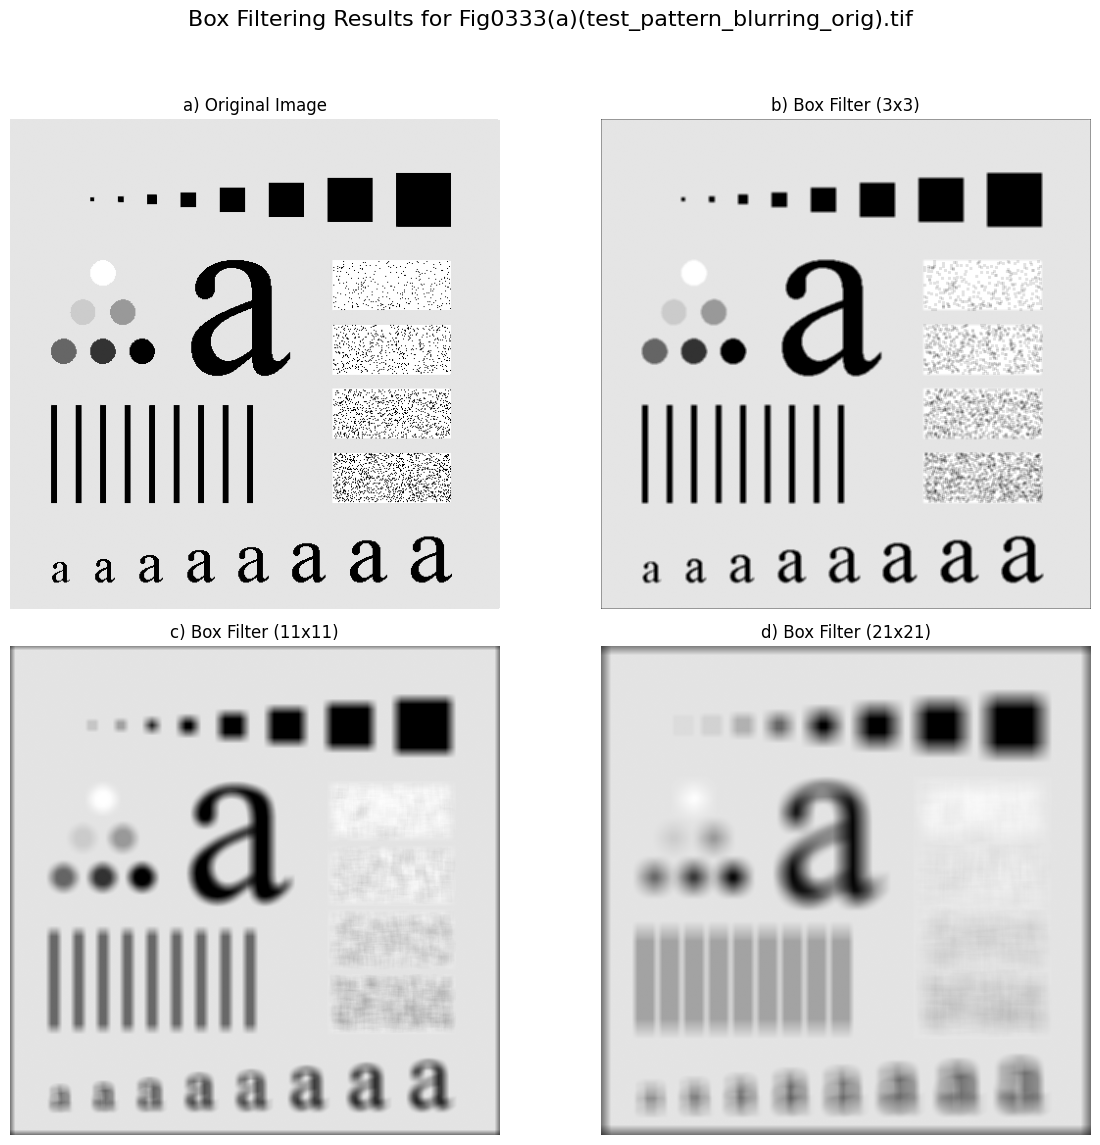 Box Filtering Results for Fig0333(a)(test_pattern_blurring_orig).tif
a) Original Image
b) Box Filter (3x3)
a
a
a a a a a a a a
a a a a a a a a
c) Box Filter (11x11)
d) Box Filter (21x21)
a
a
a a a a a a a a